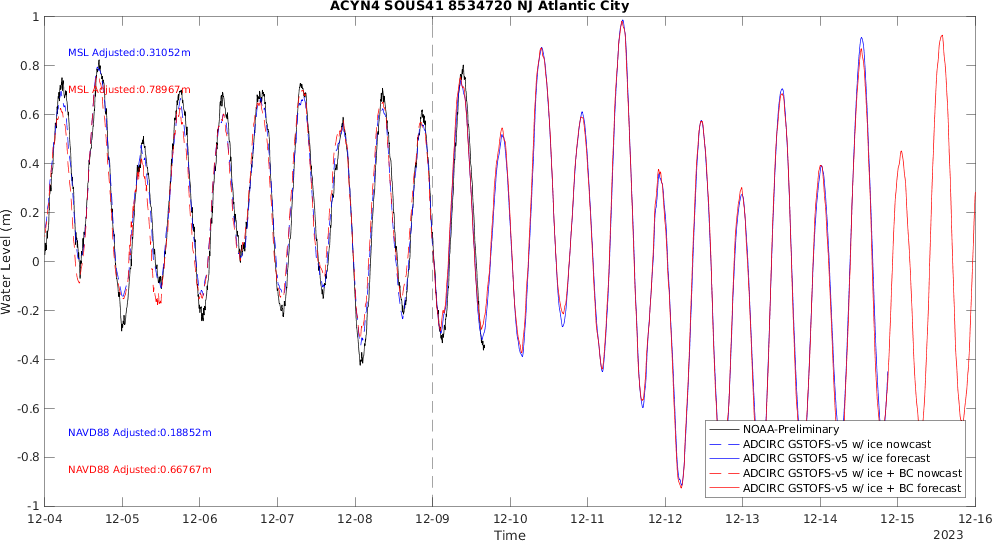 ACYN4 SOUS41 8534720 NJ Atlantic City
1
0.8
0.6
0.4
0.2
0
-0.2
-0.4
-0.6
-0.8
-1
Water Level (m)
MSL Adjusted:0.31052m
MSL Adjusted:0.78967m
NAVD88 Adjusted:0.18852m
NAVD88 Adjusted:0.66767m
NOAA-Preliminary
ADCIRC GSTOFS-v5 w/ ice nowcast
ADCIRC GSTOFS-v5 w/ ice forecast
ADCIRC GSTOFS-v5 w/ ice + BC nowcast
ADCIRC GSTOFS-v5 w/ ice + BC forecast
12-04 12-05 12-06 12-07 12-08 12-09 12-10 12-11 12-12 12-13 12-14 12-15 12-16
Time
2023